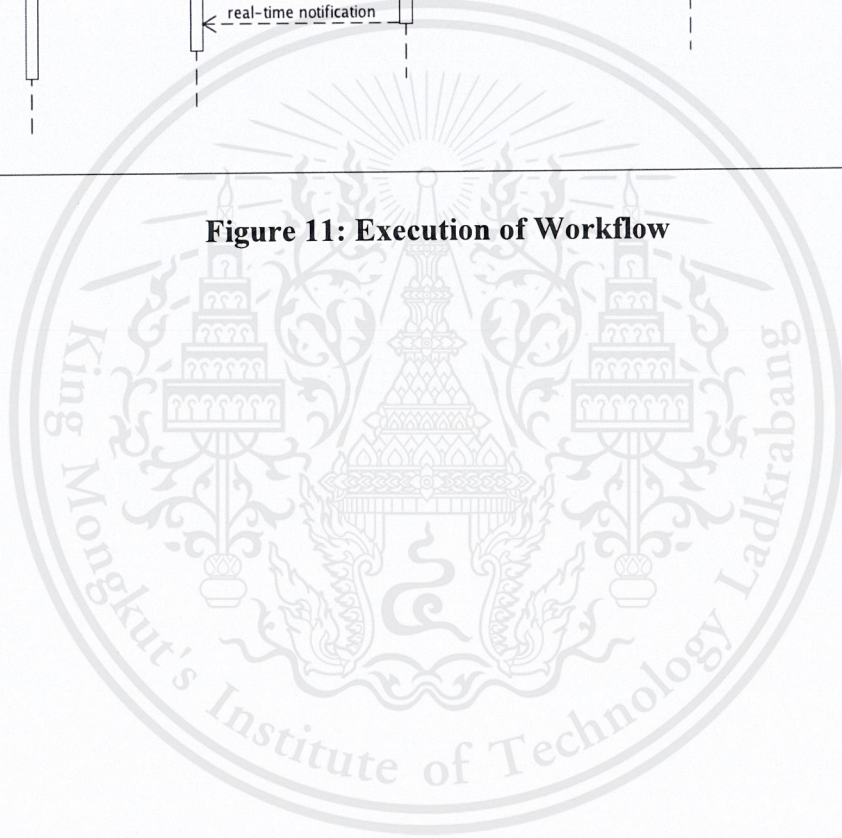 real-time notification
Figure 11: Execution of Workflow
King Mongkut's Institute of Technology Ladkrabang